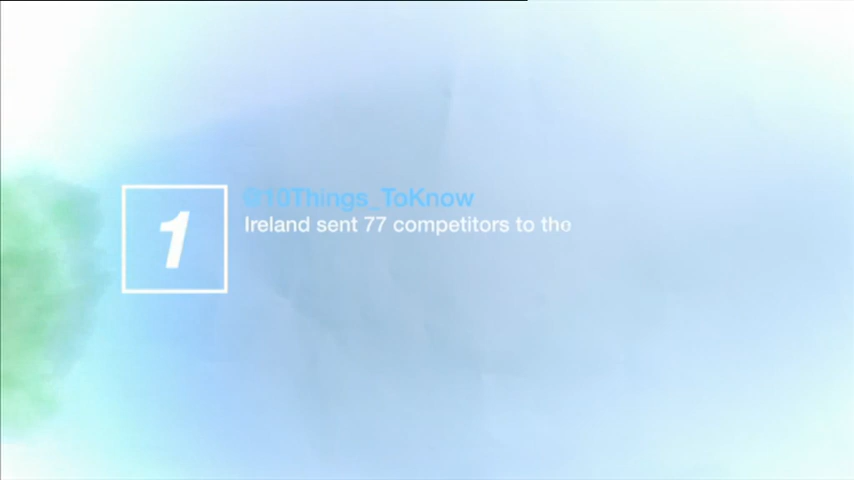 1
@10Things_ToKnow
Ireland sent 77 competitors to the